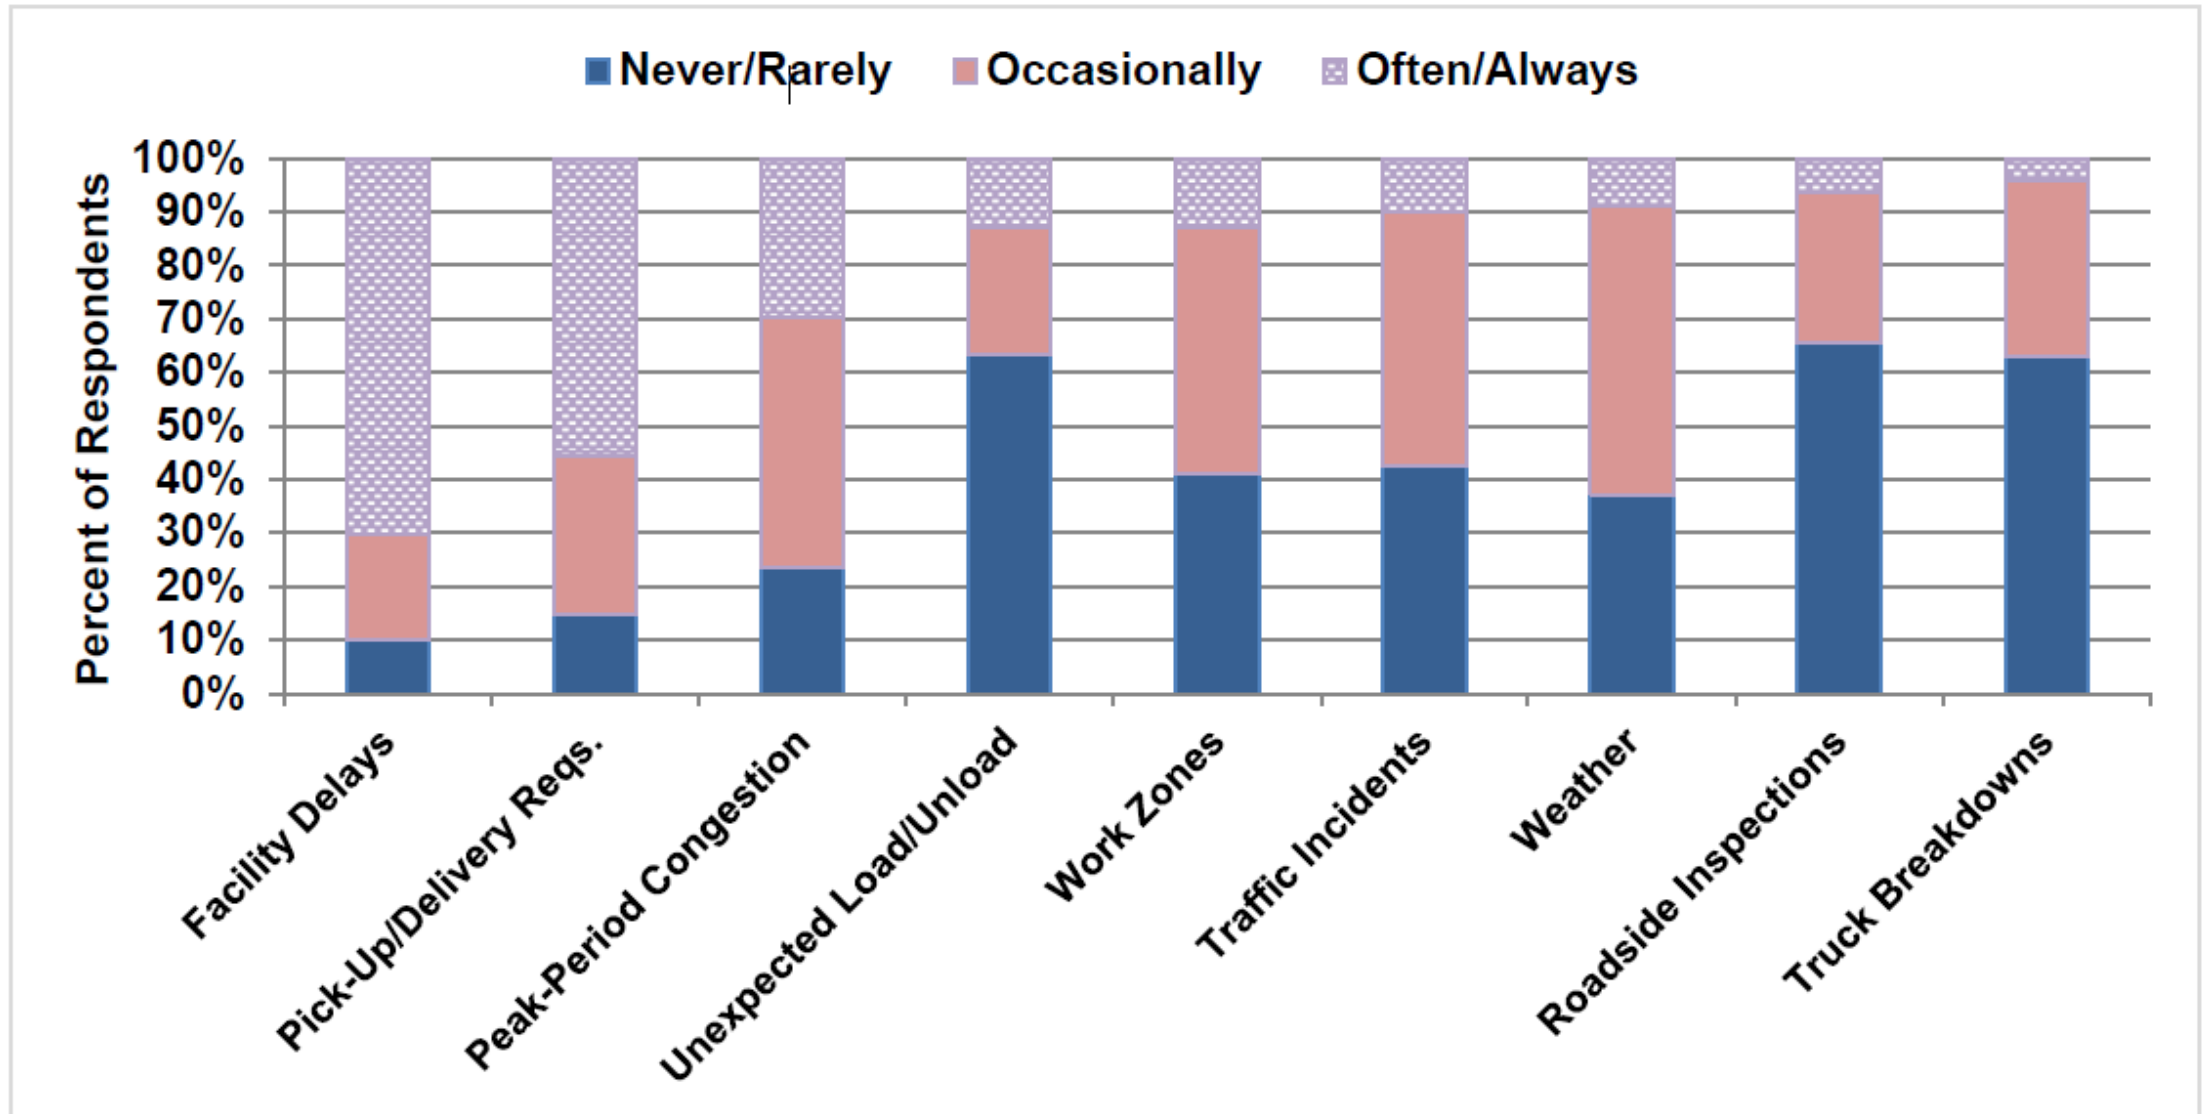 Never/Rarely
Occasionally
Often/Always
Percent of Respondents
100%
90%
80%
70%
60%
50%
40%
30%
20%
10%
0%
Facility Delays
Pick-Up/Delivery Reqs.
Peak-Period Congestion
Unexpected Load/Unload
Work Zones
Traffic Incidents
Weather
Roadside Inspections
Truck Breakdowns